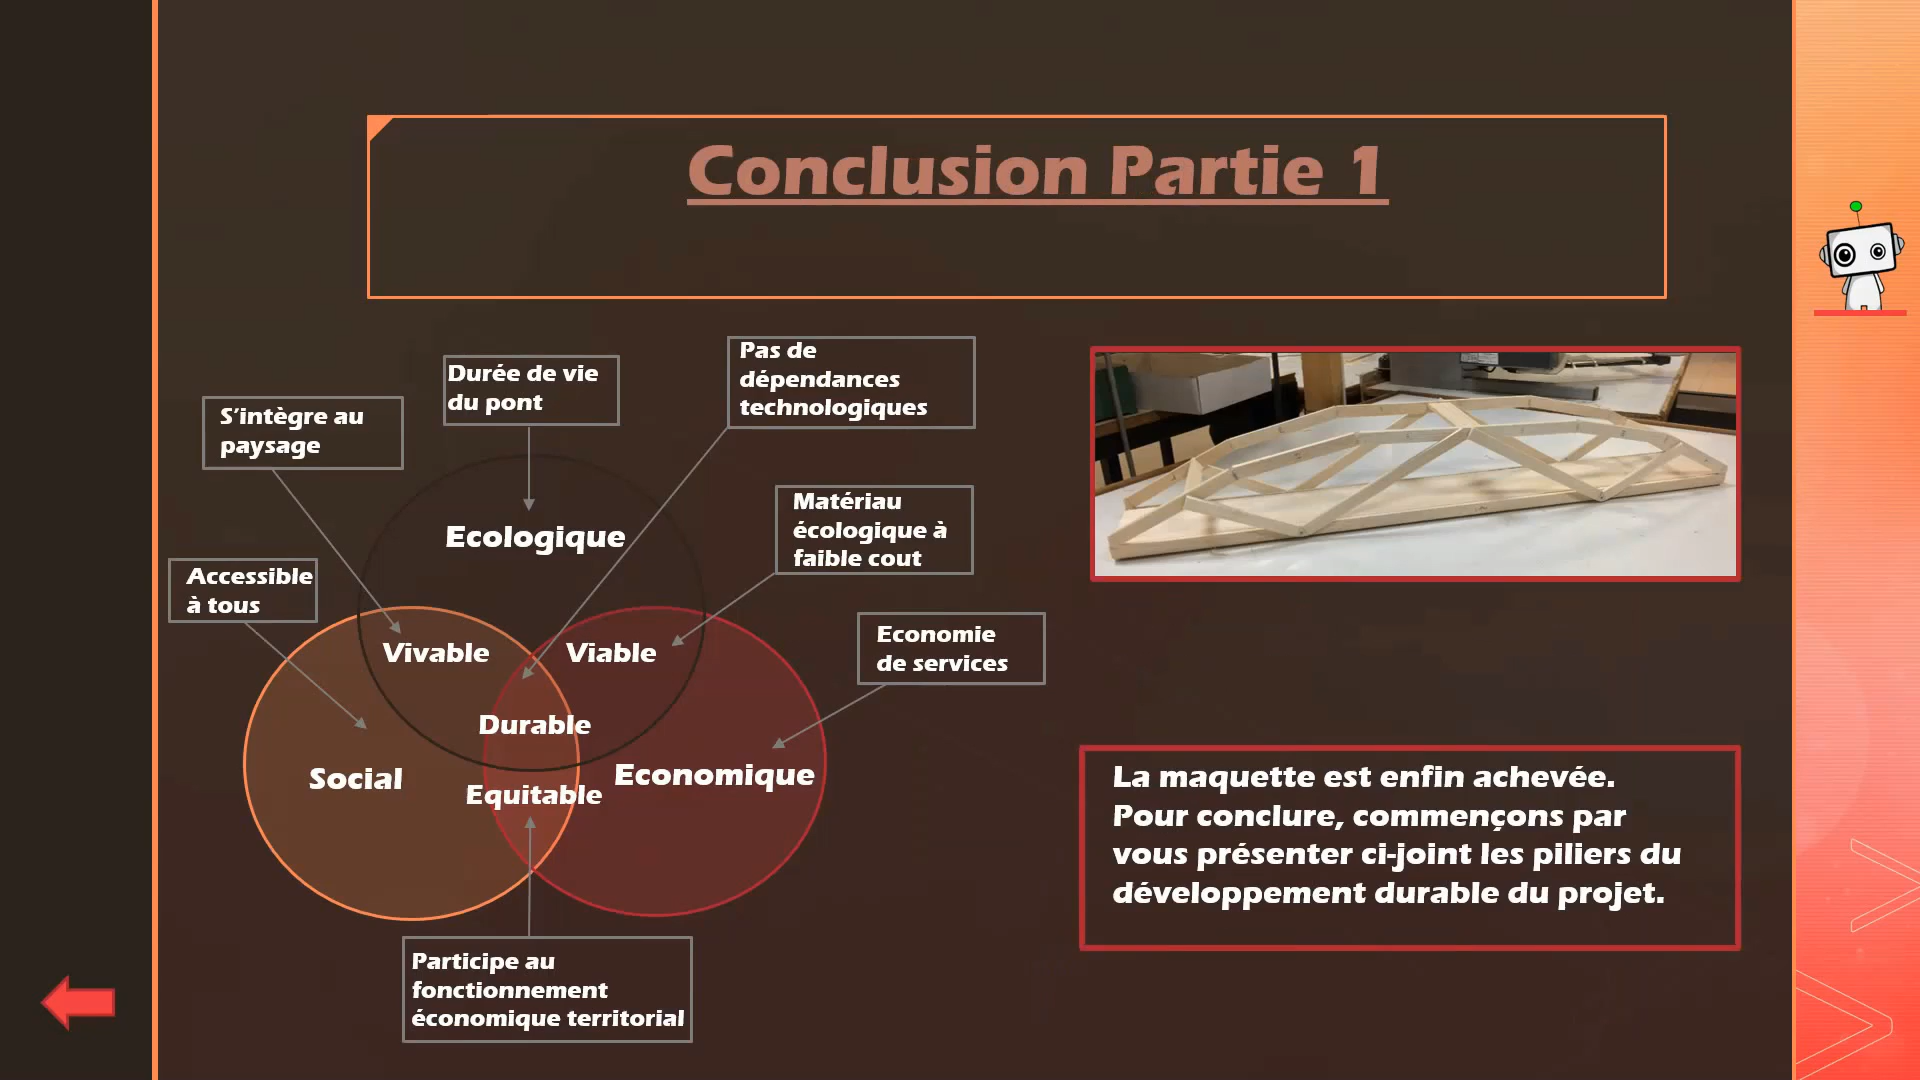 Conclusion Partie 1
Durée de vie
du pont
Pas de
dépendances
technologiques
S'intègre au
paysage
Matériau
écologique à
faible cout
Accessible
à tous
Economie
de services
Ecologique
Vivable
Viable
Durable
Social
Economique
Equitable
Participe au
fonctionnement
économique territorial
La maquette est enfin achevée.
Pour conclure, commençons par
vous présenter ci-joint les piliers du
développement durable du projet.